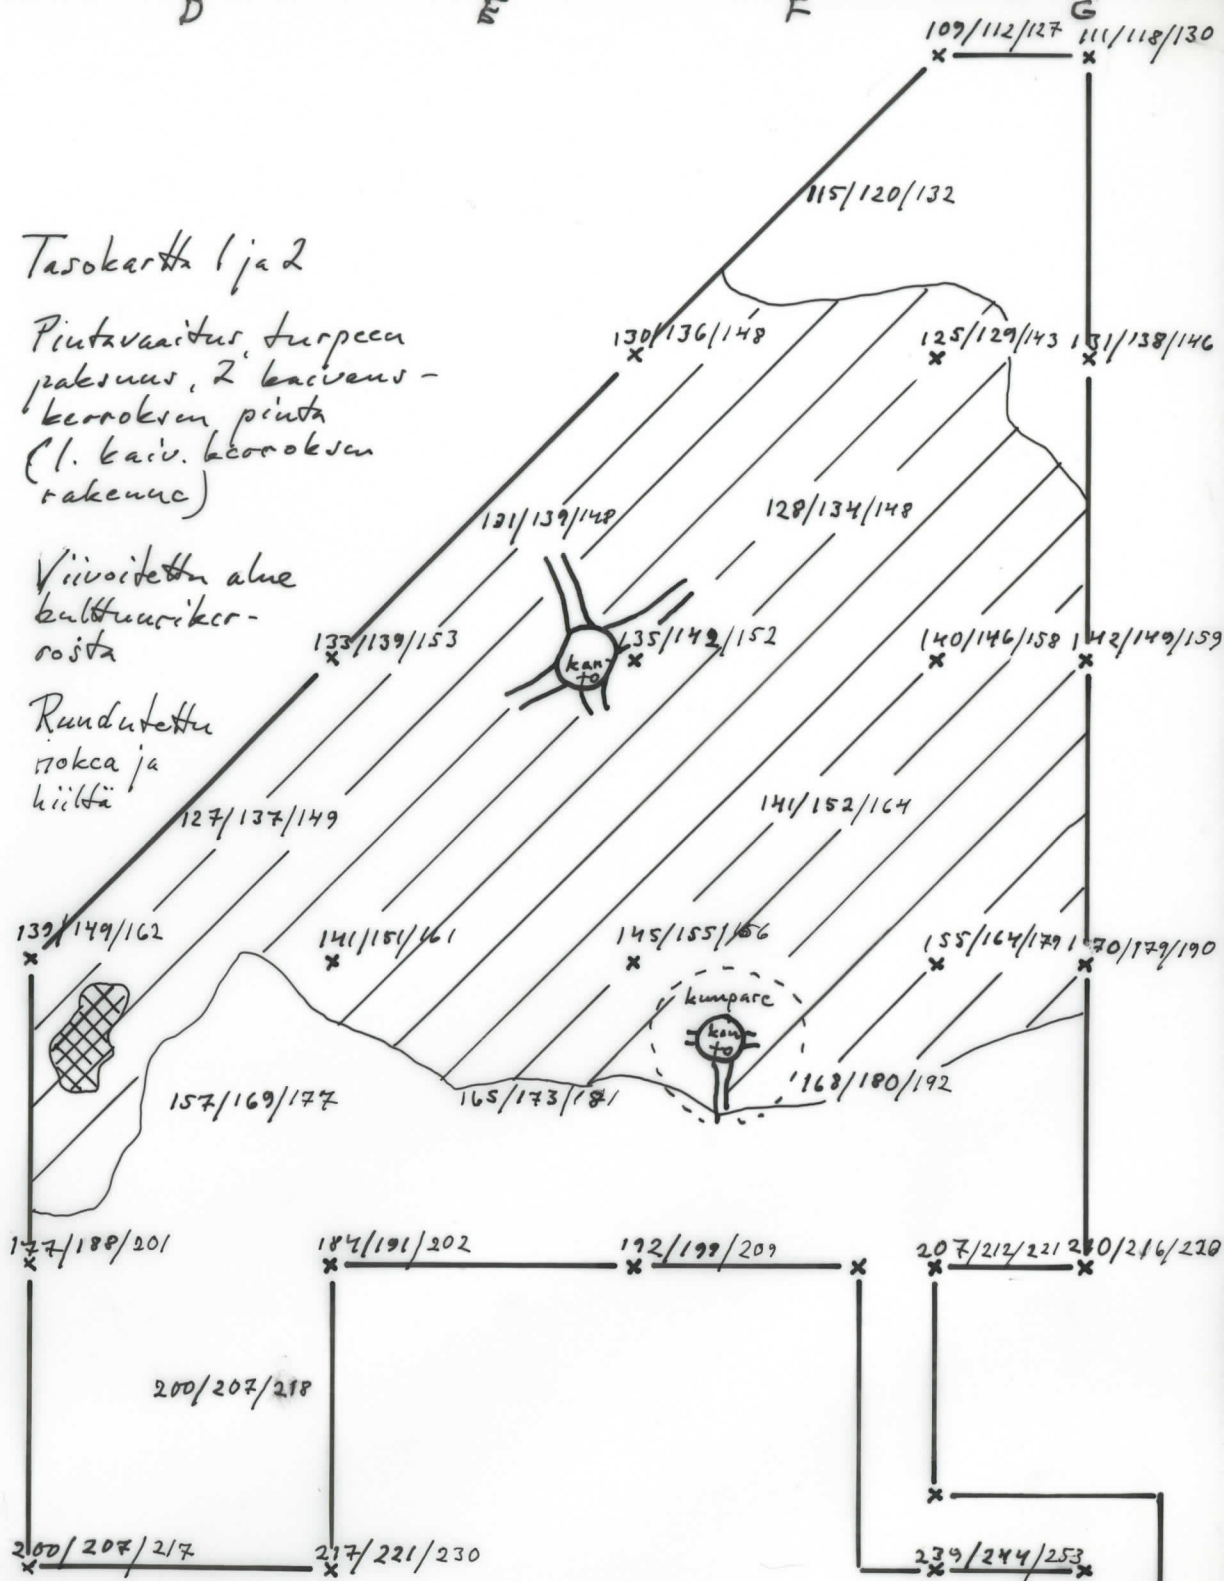 D E F G
109/112/127 111/118/130
115/120/132
Tasokartta 1 ja 2
Pintavaaitus, turpeen
paksuus, 2 kaivaus-
kerroksen pinta
(1. kaiv. kerroksen
rakenne)
130/136/148 125/129/143 131/138/146
131/139/148 128/134/148
Viivoitettu alue
kulttuuriker-
rosta
133/139/153 kan-
to 135/142/152 140/146/158 142/149/159
Ruudutettu
nokea ja
hiiltä
127/137/149 141/152/164
139/149/162 141/151/161 145/155/166 155/164/179 170/179/190
kumpare
kan
to
157/169/177 165/173/181 168/180/192
177/188/201 184/191/202 192/199/209 207/212/221 210/216/220
200/207/218
200/207/217 217/221/230 239/244/253